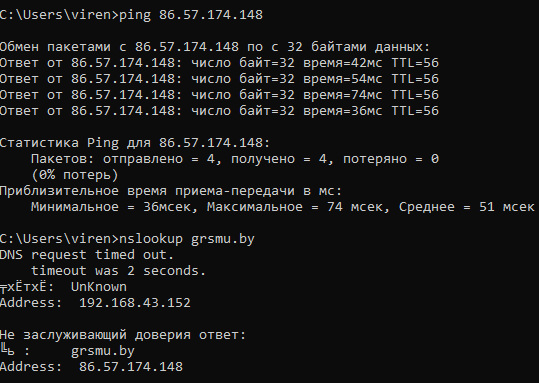 C:\Users\viren>ping 86.57.174.148
Обмен пакетами с 86.57.174.148 по с 32 байтами данных:
Ответ от 86.57.174.148: число байт=32 время=42мс TTL=56
Ответ от 86.57.174.148: число байт=32 время=54мс TTL=56
Ответ от 86.57.174.148: число байт=32 время=74мс TTL=56
Ответ от 86.57.174.148: число байт=32 время=36мс TTL=56
Статистика Ping для 86.57.174.148:
Пакетов: отправлено = 4, получено = 4, потеряно = 0
(0% потерь)
Приблизительное время приема-передачи в мс:
Минимальное = 36мсек, Максимальное = 74 мсек, Среднее = 51 мсек
C:\Users\viren>nslookup grsmu.by
DNS request timed out.
timeout was 2 seconds.
╤хЁтхЁ: UnKnown
Address: 192.168.43.152
Не заслуживающий доверия ответ:
╚ь : grsmu.by
Address: 86.57.174.148